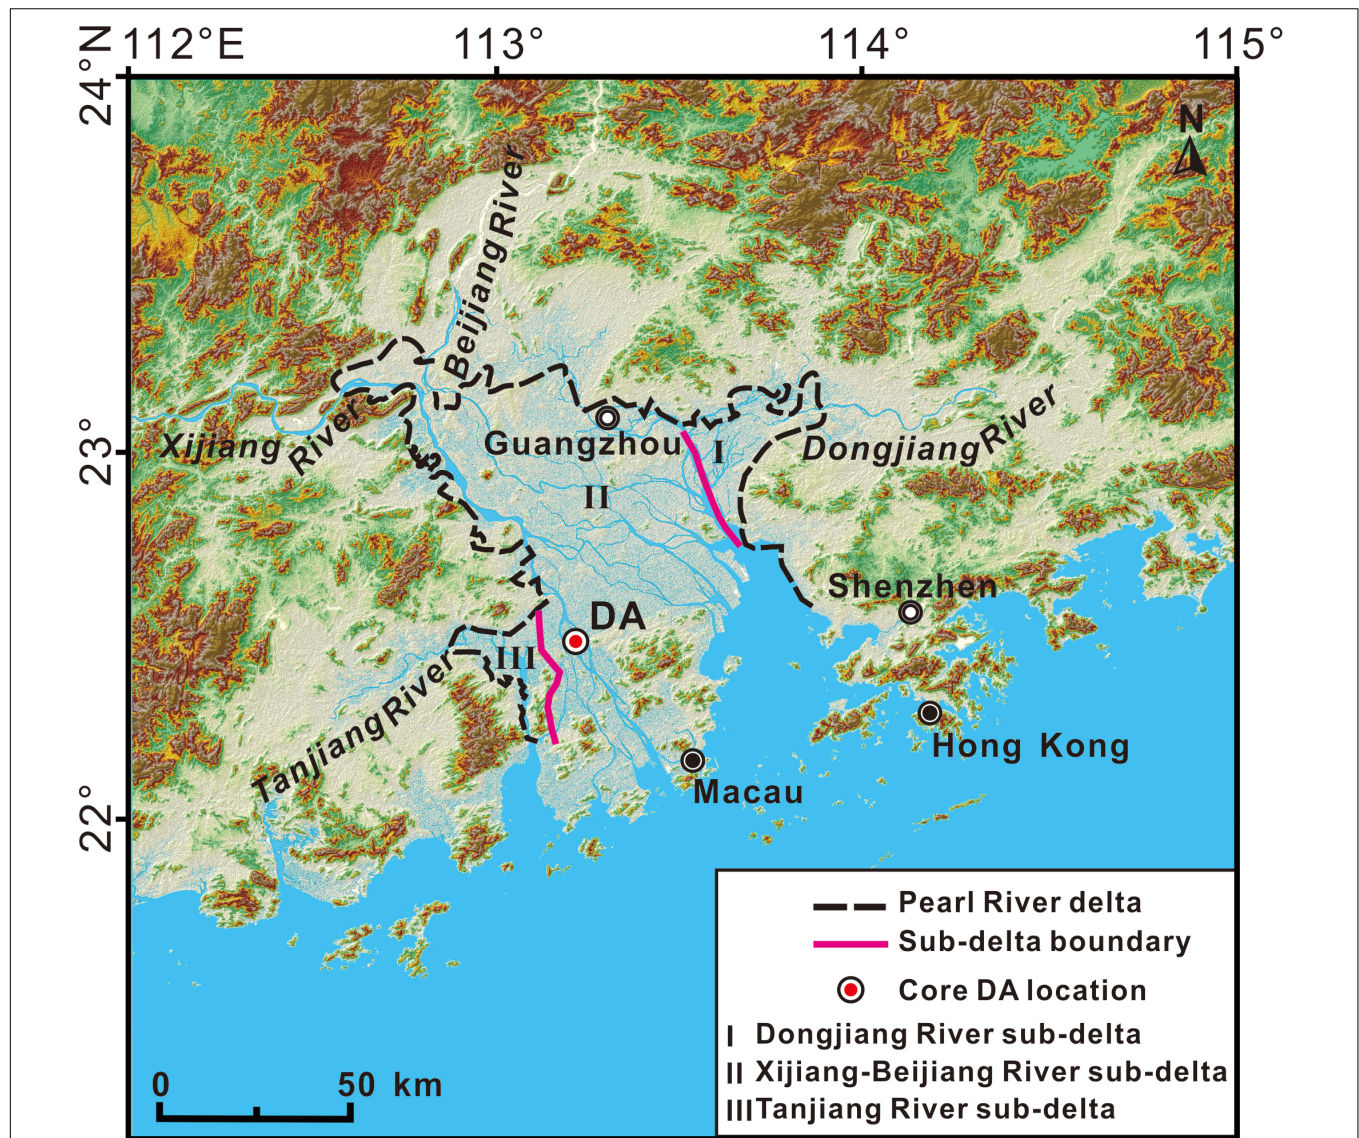 112°E 113° 114° 115°
24°N
N
Beijiang River
Xijiang River
Guangzhou
I
Dongjiang River
23°
II
Shenzhen
DA
III
Tanjiang River
Hong Kong
Macau
22°
Pearl River delta
Sub-delta boundary
Core DA location
I Dongjiang River sub-delta
II Xijiang-Beijiang River sub-delta
III Tanjiang River sub-delta
0 50 km